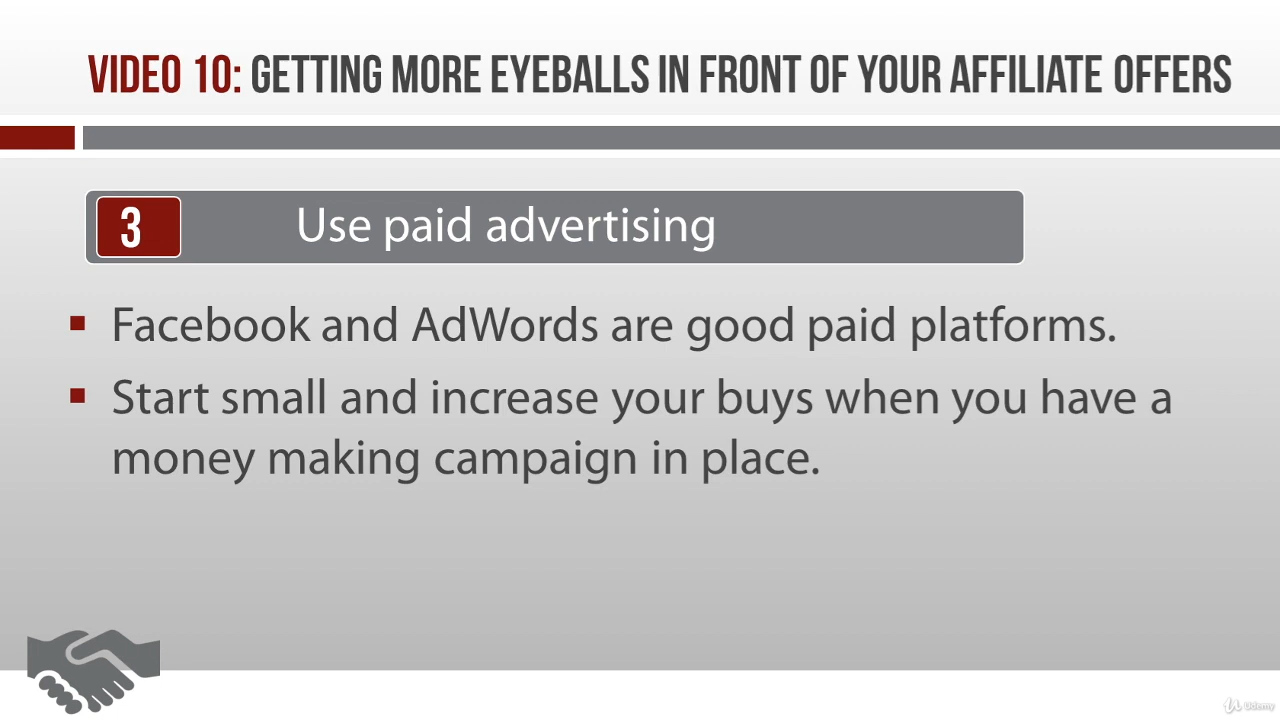 VIDEO 10: GETTING MORE EYEBALLS IN FRONT OF YOUR AFFILIATE OFFERS
3 Use paid advertising
▪ Facebook and AdWords are good paid platforms.
▪ Start small and increase your buys when you have a
money making campaign in place.
Udemy